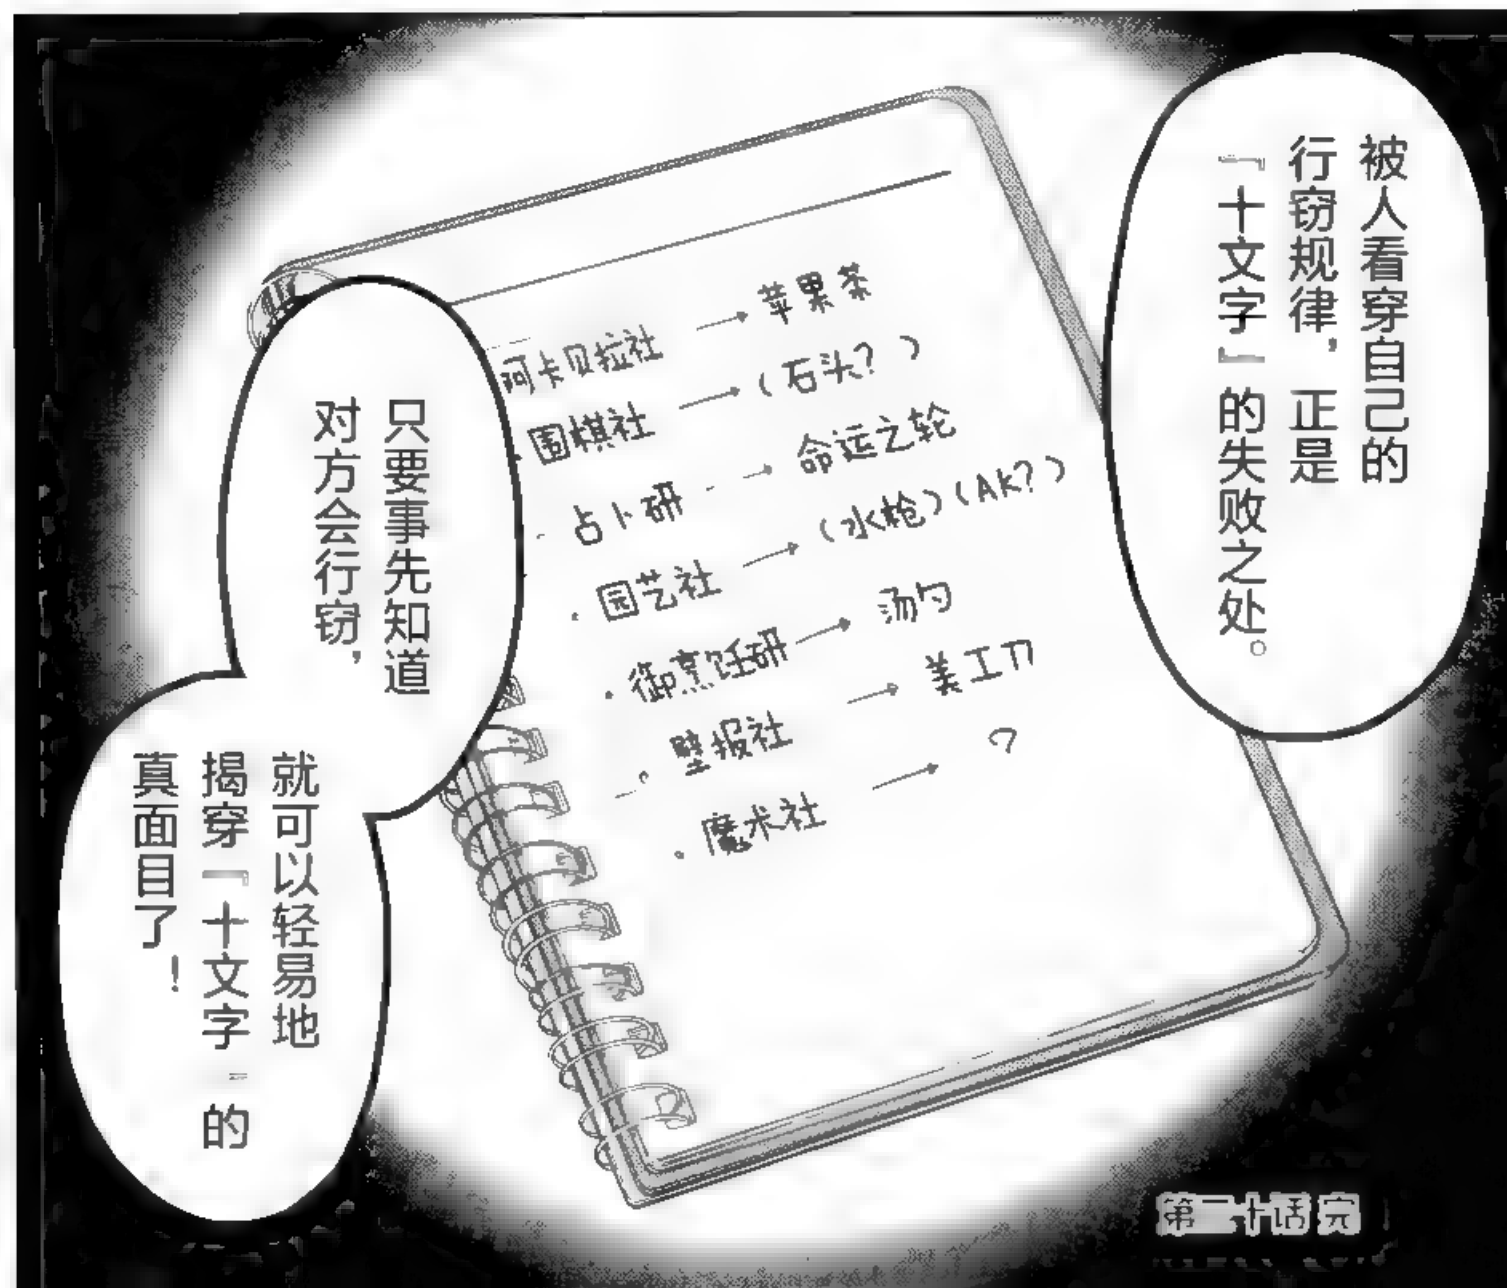 被人看穿自己的
行窃规律，正是
『十文字』的失败之处。
阿卡贝拉社→苹果茶
·围棋社→(石头?)
·占卜研→命运之轮
·园艺社→(水枪)(AK?)
·御烹饪研→汤勺
·壁报社→美工刀
·魔术社→?
只要事先知道
对方会行窃，
就可以轻易地
揭穿『十文字』的
真面目了！
第二十话 完